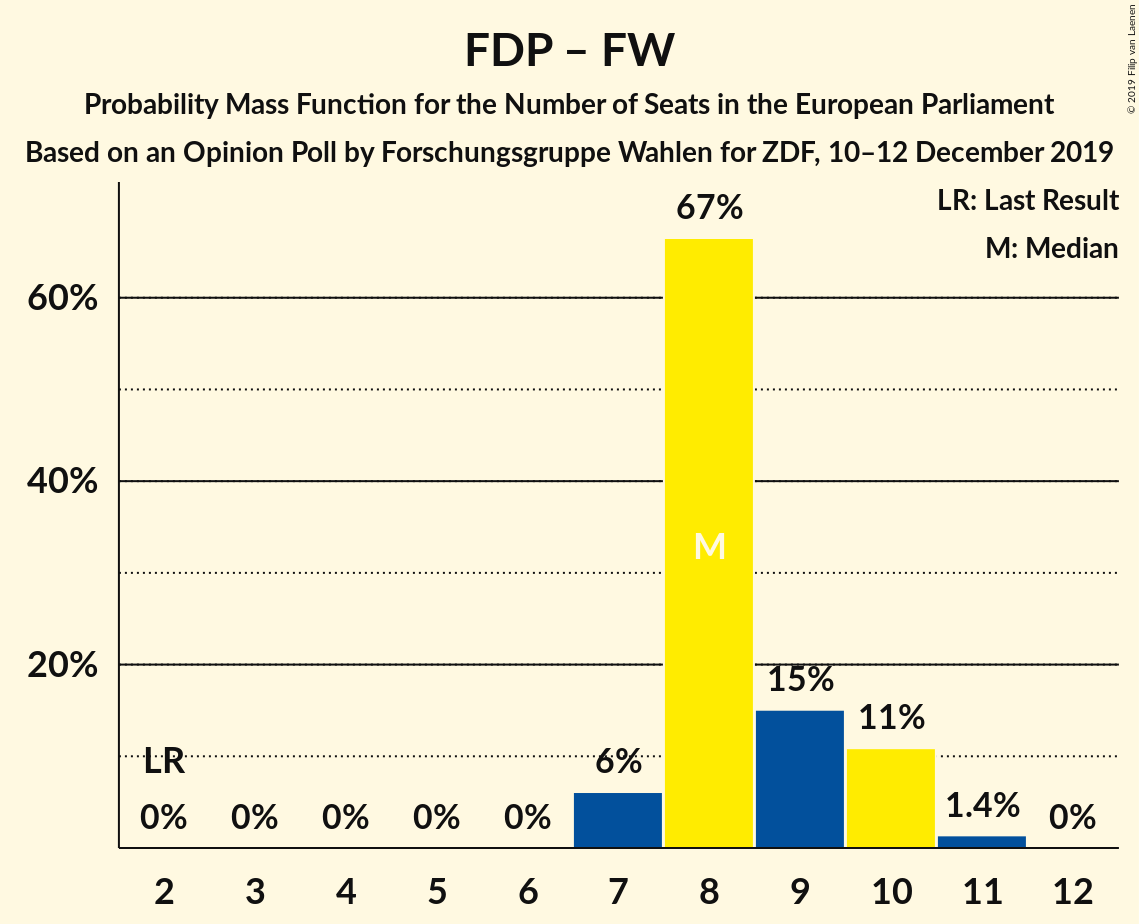 FDP – FW
Probability Mass Function for the Number of Seats in the European Parliament
Based on an Opinion Poll by Forschungsgruppe Wahlen for ZDF, 10–12 December 2019
© 2019 Filip van Laenen
LR: Last Result
M: Median
67%
60%
40%
M
20%
15%
11%
LR
6%
1.4%
0% 0% 0% 0% 0% 0%
2 3 4 5 6 7 8 9 10 11 12